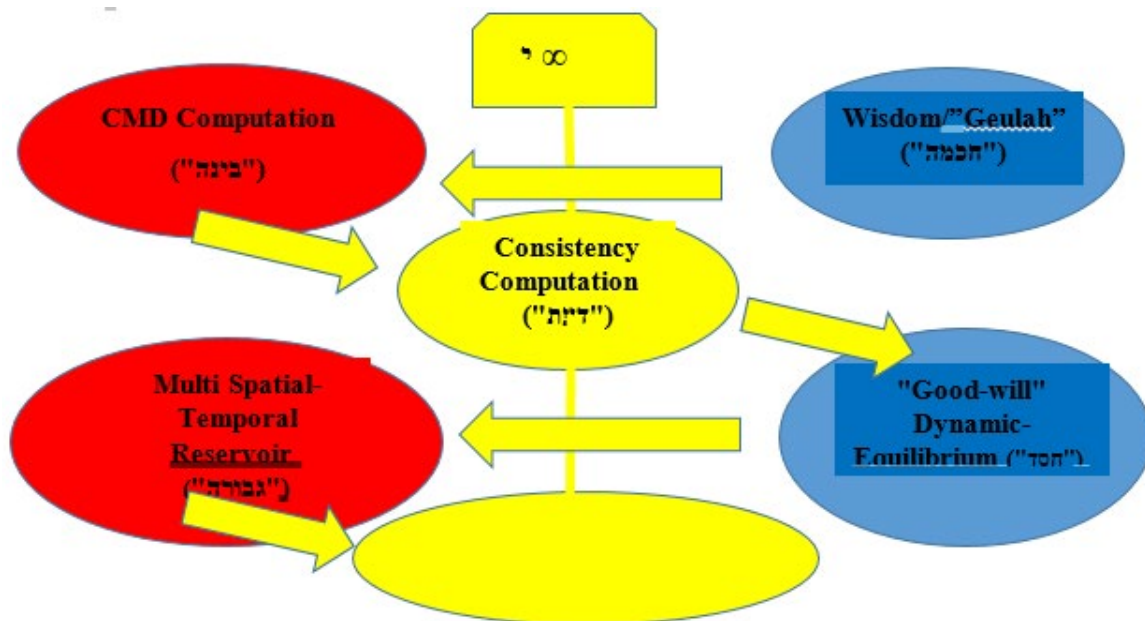 י ∞
CMD Computation
("בינה")
Wisdom/”Geulah”
("חכמה")
Consistency
Computation
("דעת")
Multi Spatial-
Temporal
Reservoir
("גבורה")
"Good-will"
Dynamic-
Equilibrium ("חסד")